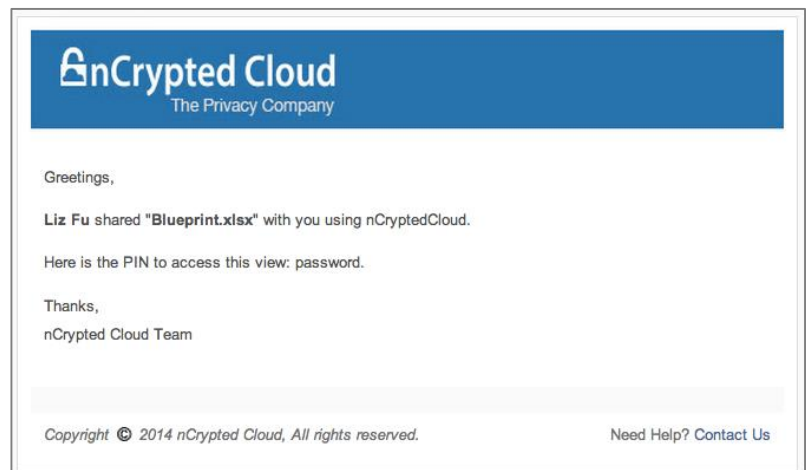 nCrypted Cloud
The Privacy Company
Greetings,
Liz Fu shared "Blueprint.xlsx" with you using nCryptedCloud.
Here is the PIN to access this view: password.
Thanks,
nCrypted Cloud Team
Copyright © 2014 nCrypted Cloud, All rights reserved. Need Help? Contact Us